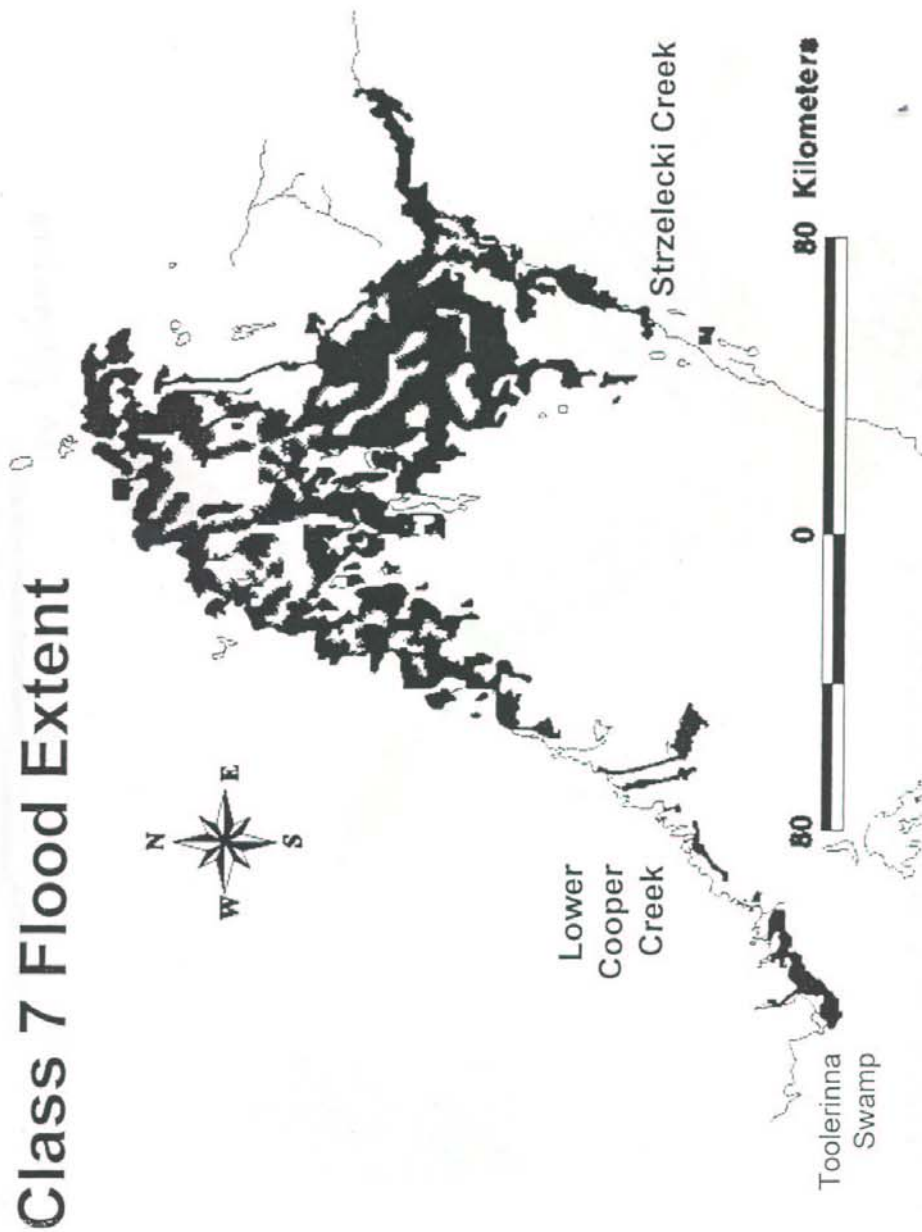 Class 7 Flood Extent
N
W
E
S
Lower
Cooper
Creek
Strzelecki Creek
Toolerinna
Swamp
80
0
80 Kilometers